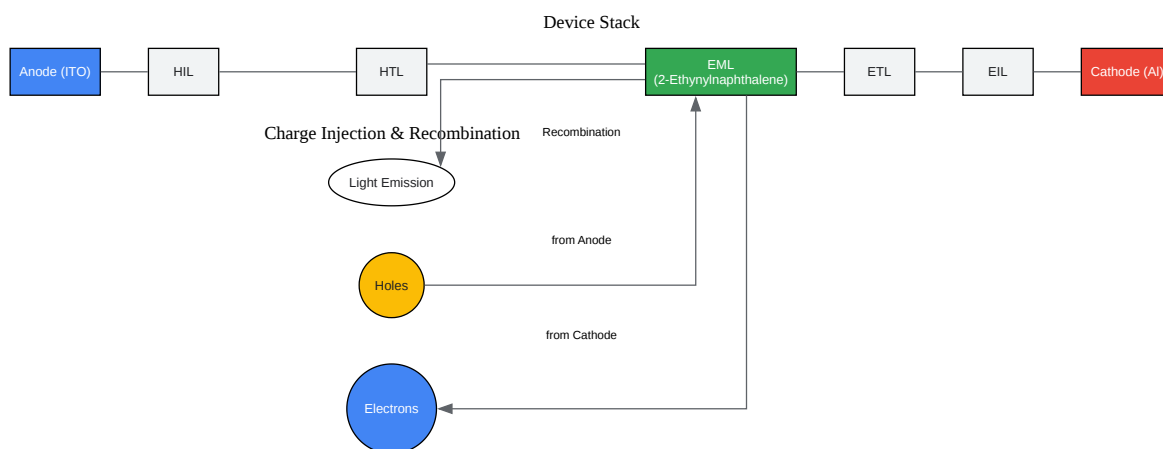 Device Stack
Anode (ITO)
HIL
HTL
EML
(2-Ethynylnaphthalene)
ETL
EIL
Cathode (Al)
Charge Injection & Recombination
Recombination
Light Emission
from Anode
Holes
from Cathode
Electrons